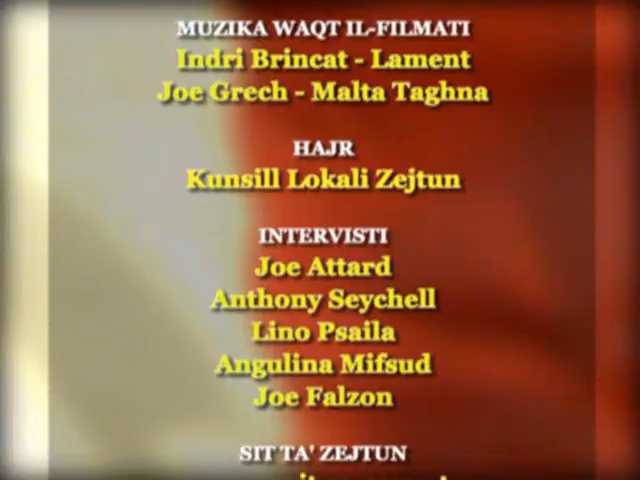 MUZIKA WAQT IL-FILMATI
Indri Brincat - Lament
Joe Grech - Malta Taghna
HAJR
Kunsill Lokali Zejtun
INTERVISTI
Joe Attard
Anthony Seychell
Lino Psaila
Angulina Mifsud
Joe Falzon
SIT TA' ZEJTUN